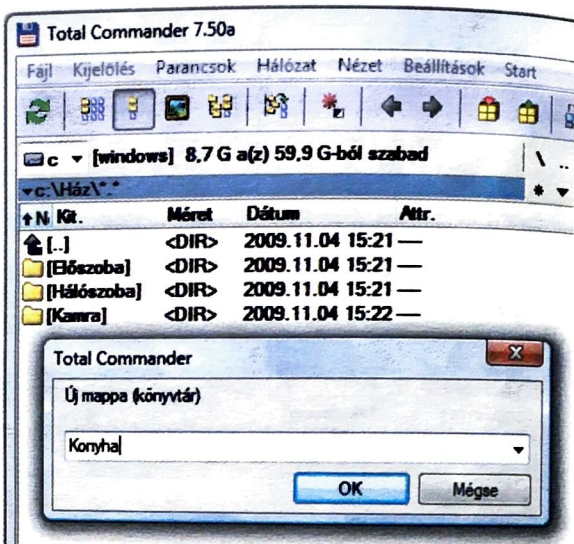 Total Commander 7.50a
Fájl Kijelölés Parancsok Hálózat Nézet Beállítások Start
c [windows] 8,7 G a(z) 59,9 G-ból szabad \ ..
c:\Ház\*.* *
N Kit. Méret Dátum Attr.
[..] <DIR> 2009.11.04 15:21 ----
[Előszoba] <DIR> 2009.11.04 15:21 ----
[Hálószoba] <DIR> 2009.11.04 15:21 ----
[Kamra] <DIR> 2009.11.04 15:22 ----
Total Commander
Új mappa (könyvtár)
Konyha
OK Mégse